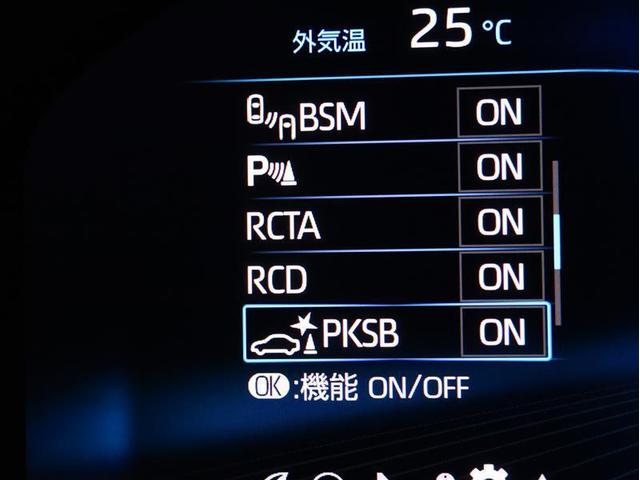 外気温 25℃
BSM ON
P ON
RCTA ON
RCD ON
PKSB ON
OK:機能 ON/OFF